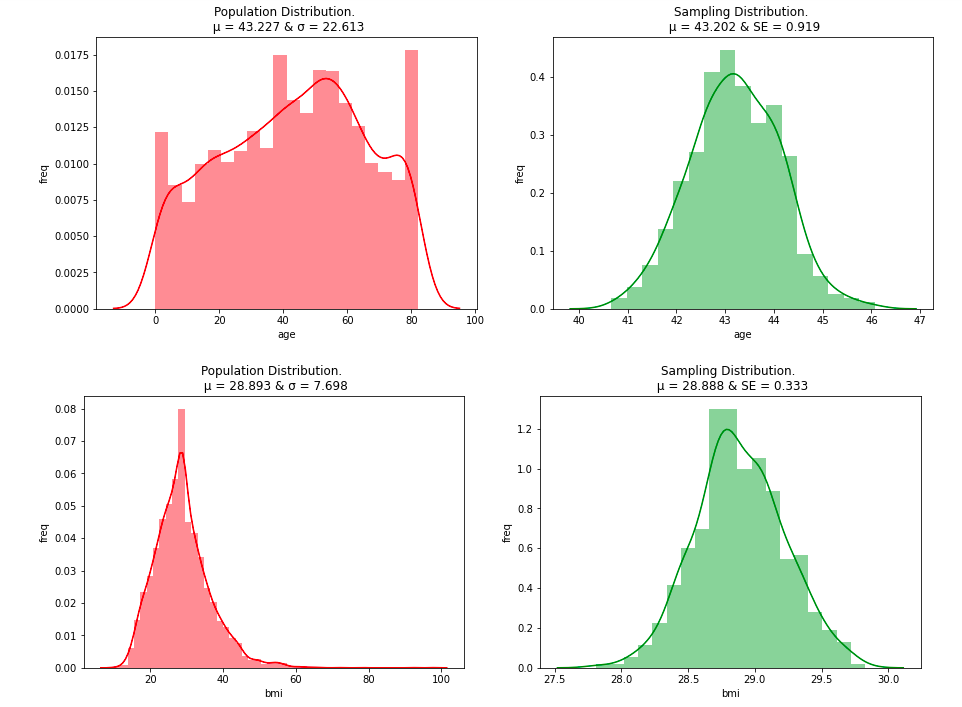 Population Distribution.
μ = 43.227 & σ = 22.613
0.0175
0.0150
0.0125
0.0100
0.0075
0.0050
0.0025
0.0000
freq
0 20 40 60 80 100
age
Sampling Distribution.
μ = 43.202 & SE = 0.919
0.4
0.3
0.2
0.1
0.0
freq
40 41 42 43 44 45 46 47
age
Population Distribution.
μ = 28.893 & σ = 7.698
0.08
0.07
0.06
0.05
0.04
0.03
0.02
0.01
0.00
freq
20 40 60 80 100
bmi
Sampling Distribution.
μ = 28.888 & SE = 0.333
1.2
1.0
0.8
0.6
0.4
0.2
0.0
freq
27.5 28.0 28.5 29.0 29.5 30.0
bmi